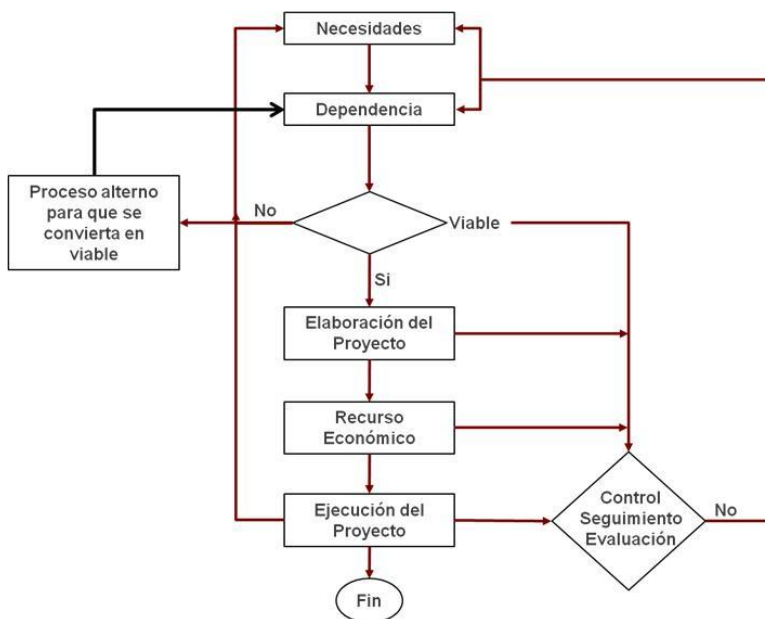 Necesidades
Dependencia
Proceso alterno
para que se
convierta en
viable
No
Viable
Si
Elaboración del
Proyecto
Recurso
Económico
Ejecución del
Proyecto
Control
Seguimiento
Evaluación
No
Fin